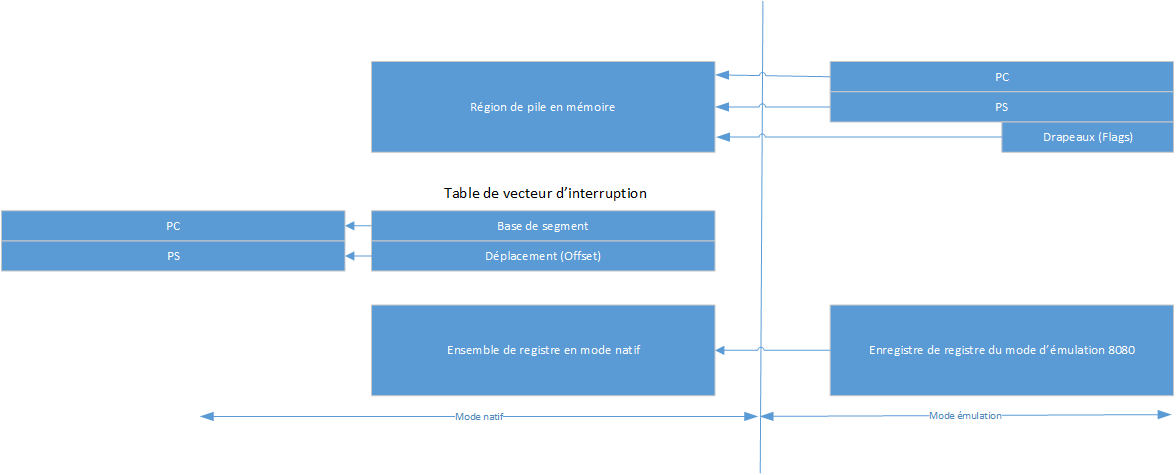 Région de pile en mémoire
PC
PS
Drapeaux (Flags)
Table de vecteur d’interruption
PC
Base de segment
PS
Déplacement (Offset)
Ensemble de registre en mode natif
Enregistre de registre du mode d’émulation 8080
Mode natif
Mode émulation